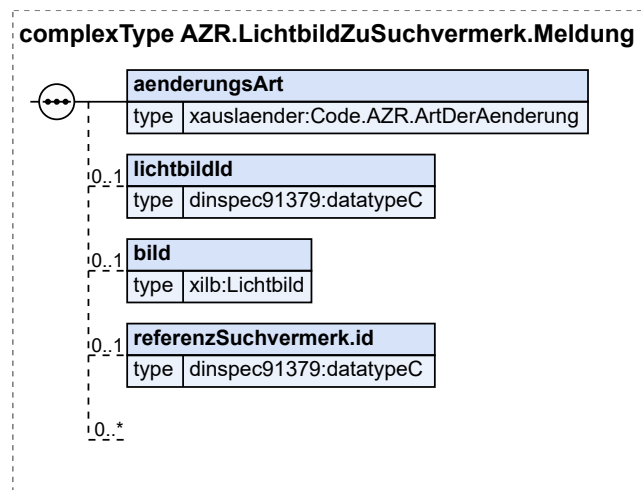 complexType AZR.LichtbildZuSuchvermerk.Meldung
aenderungsArt
type xauslaender:Code.AZR.ArtDerAenderung
0..1 lichtbildId
type dinspec91379:datatypeC
0..1 bild
type xilb:Lichtbild
0..1 referenzSuchvermerk.id
type dinspec91379:datatypeC
0..*